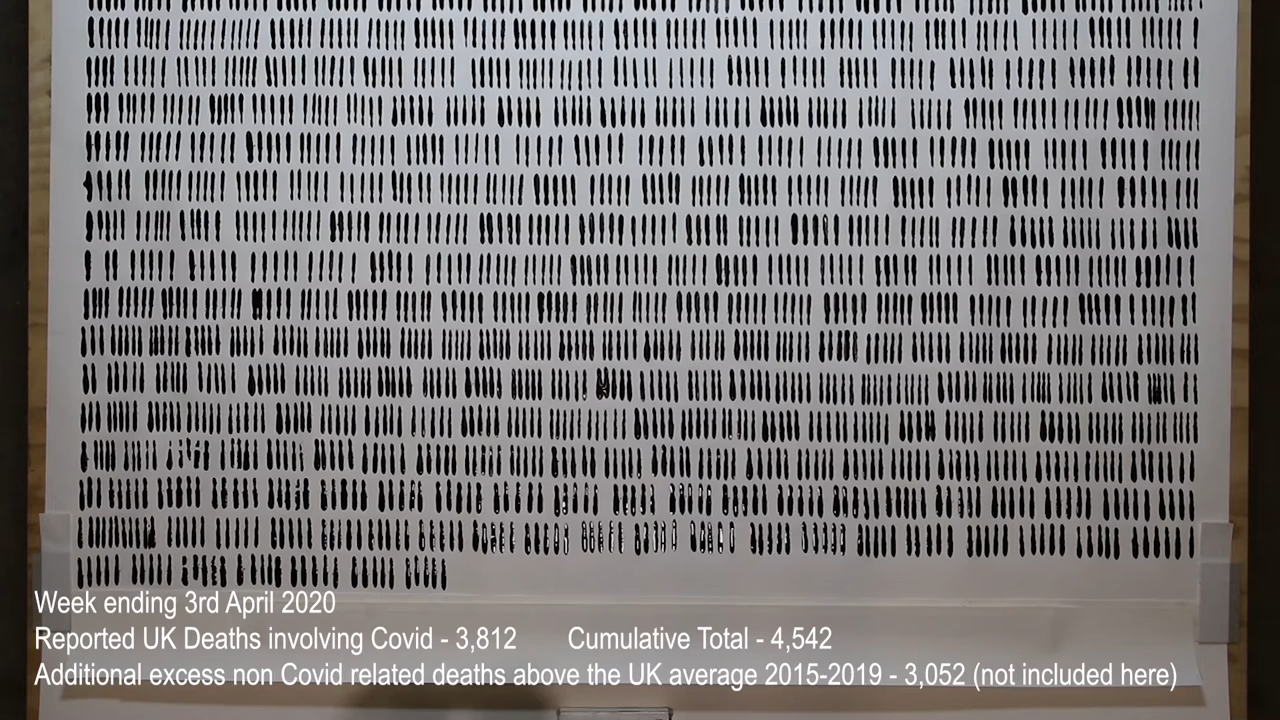 Week ending 3rd April 2020
Reported UK Deaths involving Covid - 3,812 Cumulative Total - 4,542
Additional excess non Covid related deaths above the UK average 2015-2019 - 3,052 (not included here)